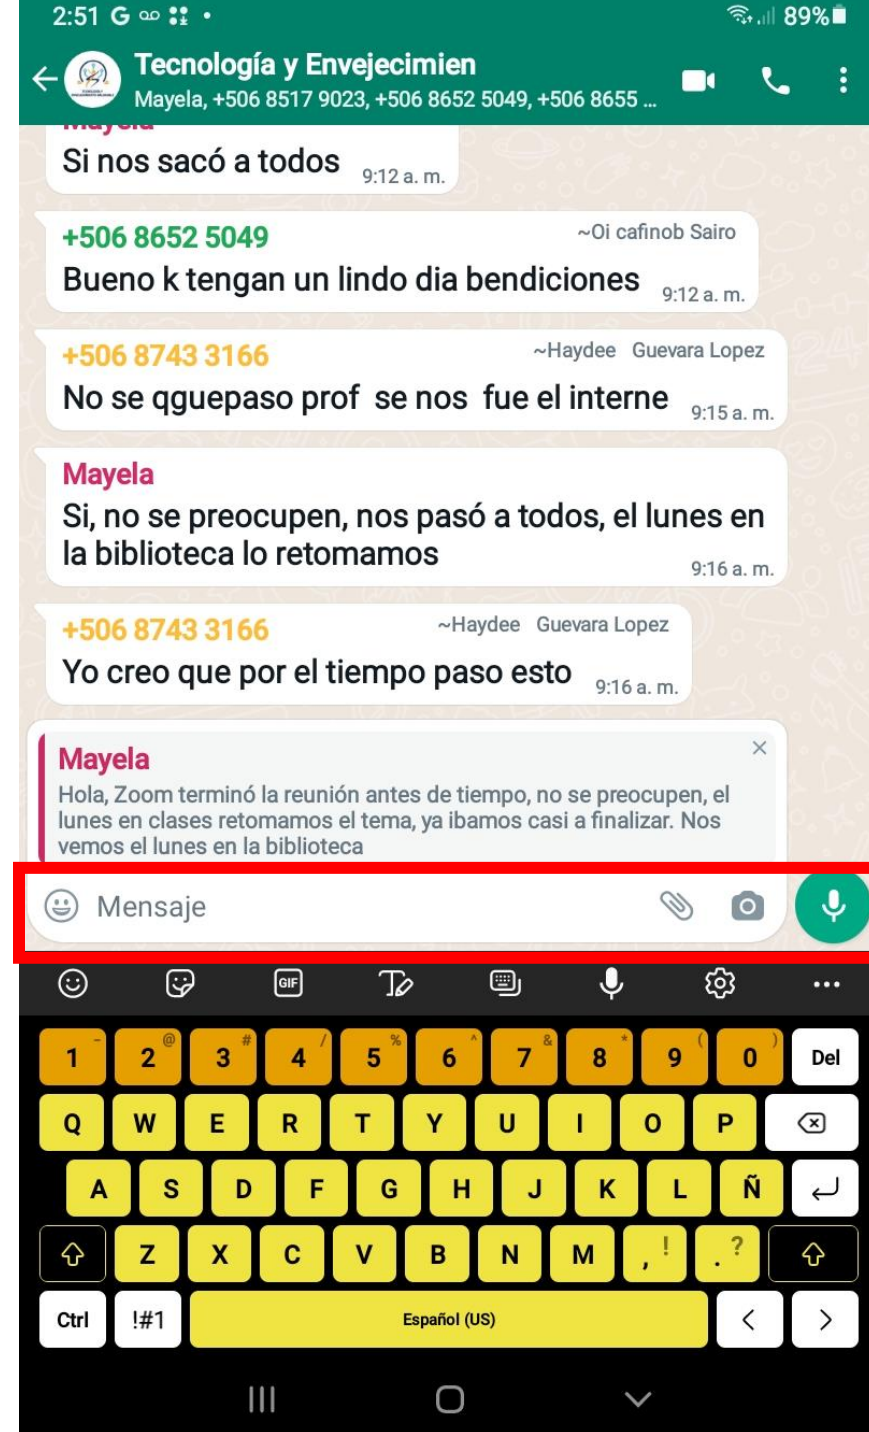 2:51 G
89%
Tecnología y Envejecimien
Mayela, +506 8517 9023, +506 8652 5049, +506 8655 ...
Mayela
Si nos sacó a todos 9:12 a. m.
+506 8652 5049 ~Oi cafinob Sairo
Bueno k tengan un lindo dia bendiciones 9:12 a. m.
+506 8743 3166 ~Haydee Guevara Lopez
No se qguepaso prof se nos fue el interne 9:15 a. m.
Mayela
Si, no se preocupen, nos pasó a todos, el lunes en
la biblioteca lo retomamos 9:16 a. m.
+506 8743 3166 ~Haydee Guevara Lopez
Yo creo que por el tiempo paso esto 9:16 a. m.
Mayela
Hola, Zoom terminó la reunión antes de tiempo, no se preocupen, el
lunes en clases retomamos el tema, ya ibamos casi a finalizar. Nos
vemos el lunes en la biblioteca
Mensaje
GIF
1 - 2 @ 3 # 4 / 5 % 6 ^ 7 & 8 * 9 ( 0 ) Del
Q W E R T Y U I O P
A S D F G H J K L Ñ
Z X C V B N M , ! . ?
Ctrl !#1 Español (US) < >